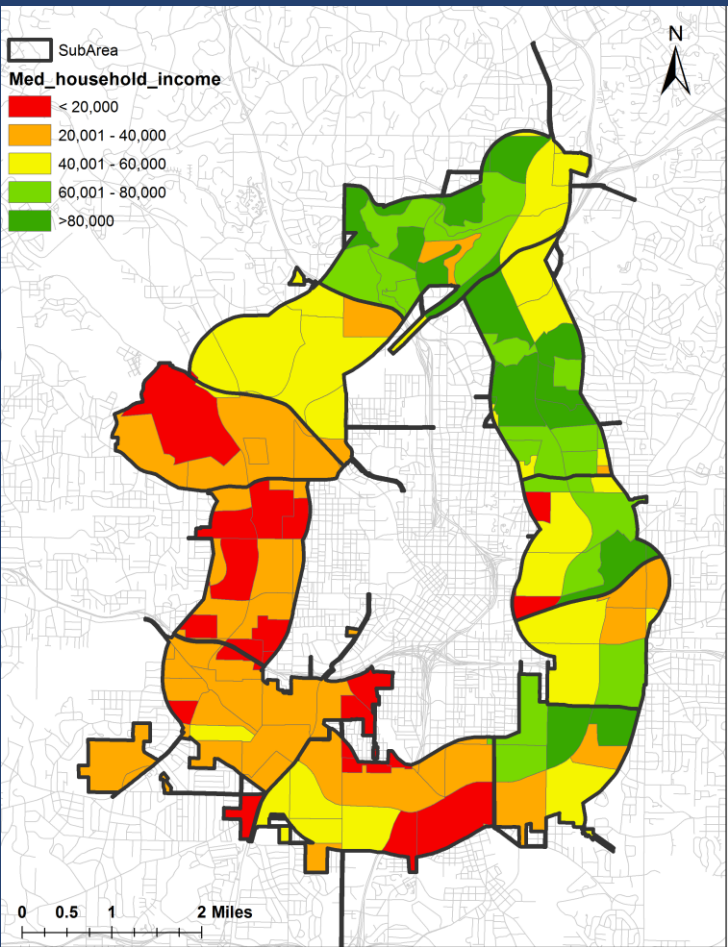 N
SubArea
Med_household_income
< 20,000
20,001 - 40,000
40,001 - 60,000
60,001 - 80,000
>80,000
0 0.5 1 2 Miles